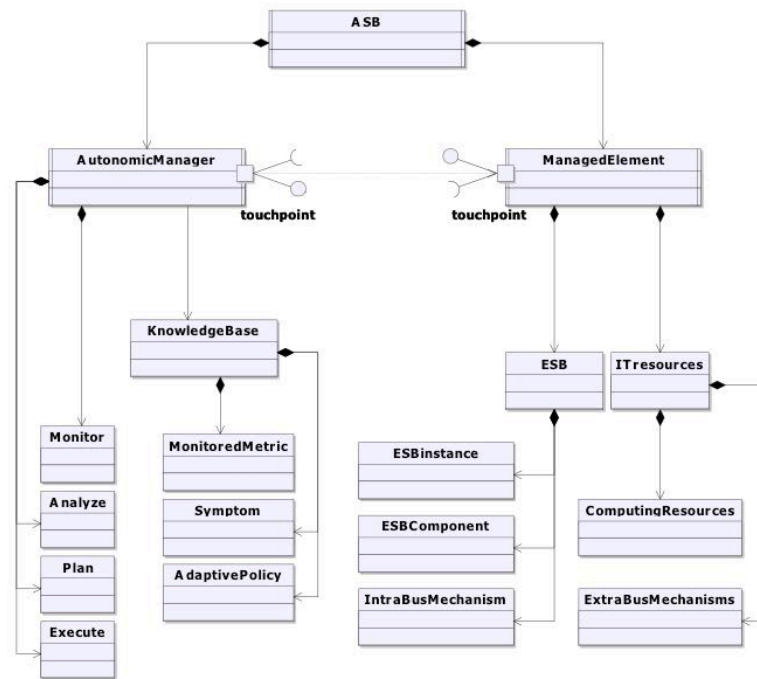 ASB
AutonomicManager
ManagedElement
touchpoint
touchpoint
KnowledgeBase
ESB
ITresources
Monitor
MonitoredMetric
ESBinstance
Analyze
Symptom
ESBComponent
ComputingResources
Plan
AdaptivePolicy
IntraBusMechanism
ExtraBusMechanisms
Execute